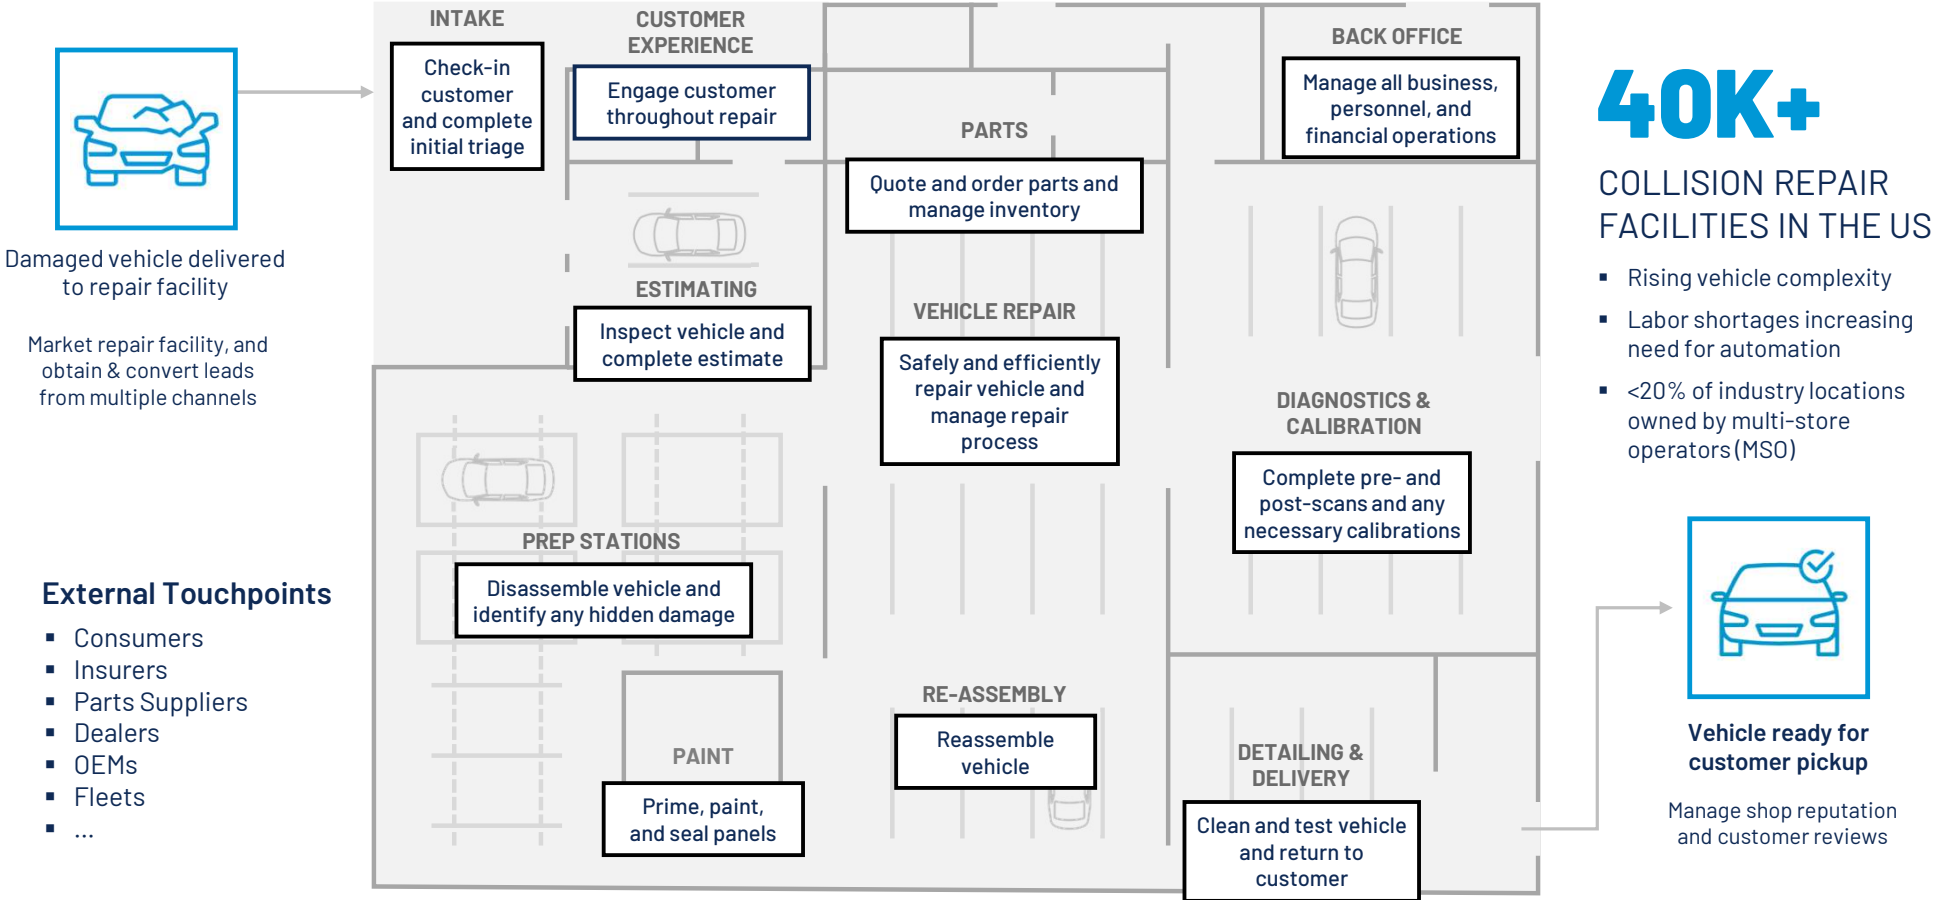 INTAKE
Check-in
customer
and complete
initial triage
CUSTOMER
EXPERIENCE
Engage customer
throughout repair
BACK OFFICE
Manage all business,
personnel, and
financial operations
PARTS
Quote and order parts and
manage inventory
Damaged vehicle delivered
to repair facility
Market repair facility, and
obtain & convert leads
from multiple channels
ESTIMATING
Inspect vehicle and
complete estimate
VEHICLE REPAIR
Safely and efficiently
repair vehicle and
manage repair
process
DIAGNOSTICS &
CALIBRATION
Complete pre- and
post-scans and any
necessary calibrations
PREP STATIONS
Disassemble vehicle and
identify any hidden damage
External Touchpoints
▪ Consumers
▪ Insurers
▪ Parts Suppliers
▪ Dealers
▪ OEMs
▪ Fleets
▪ ...
PAINT
Prime, paint,
and seal panels
RE-ASSEMBLY
Reassemble
vehicle
DETAILING &
DELIVERY
Clean and test vehicle
and return to
customer
40K+
COLLISION REPAIR
FACILITIES IN THE US
▪ Rising vehicle complexity
▪ Labor shortages increasing
need for automation
▪ <20% of industry locations
owned by multi-store
operators (MSO)
Vehicle ready for
customer pickup
Manage shop reputation
and customer reviews